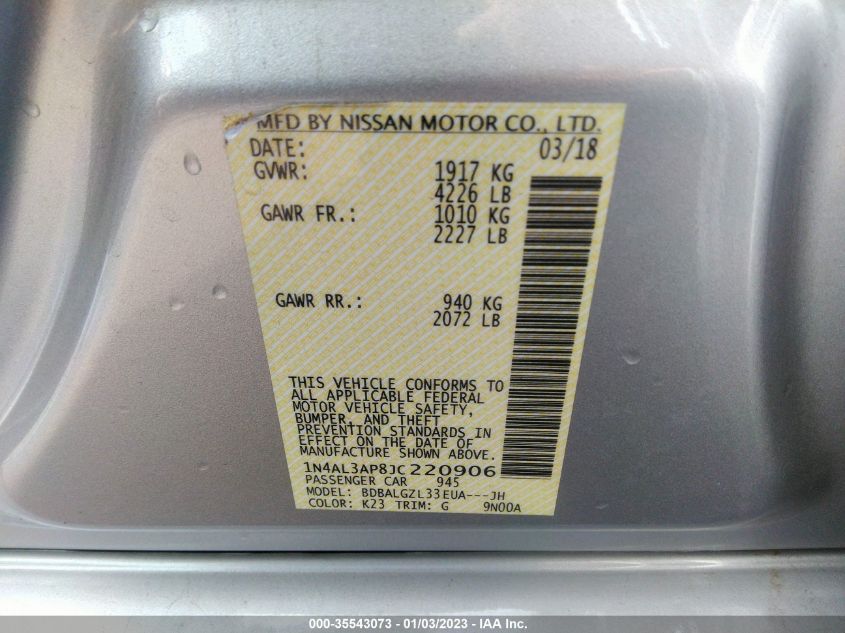 MFD BY NISSAN MOTOR CO., LTD.
DATE: 03/18
GVWR: 1917 KG
4226 LB
GAWR FR.: 1010 KG
2227 LB
GAWR RR.: 940 KG
2072 LB
THIS VEHICLE CONFORMS TO
ALL APPLICABLE FEDERAL
MOTOR VEHICLE SAFETY,
BUMPER, AND THEFT
PREVENTION STANDARDS IN
EFFECT ON THE DATE OF
MANUFACTURE SHOWN ABOVE.
1N4AL3AP8JC220906
PASSENGER CAR 945
MODEL: BDBALGZL33EUA---JH
COLOR: K23 TRIM: G 9N00A
000-35543073 - 01/03/2023 - IAA Inc.